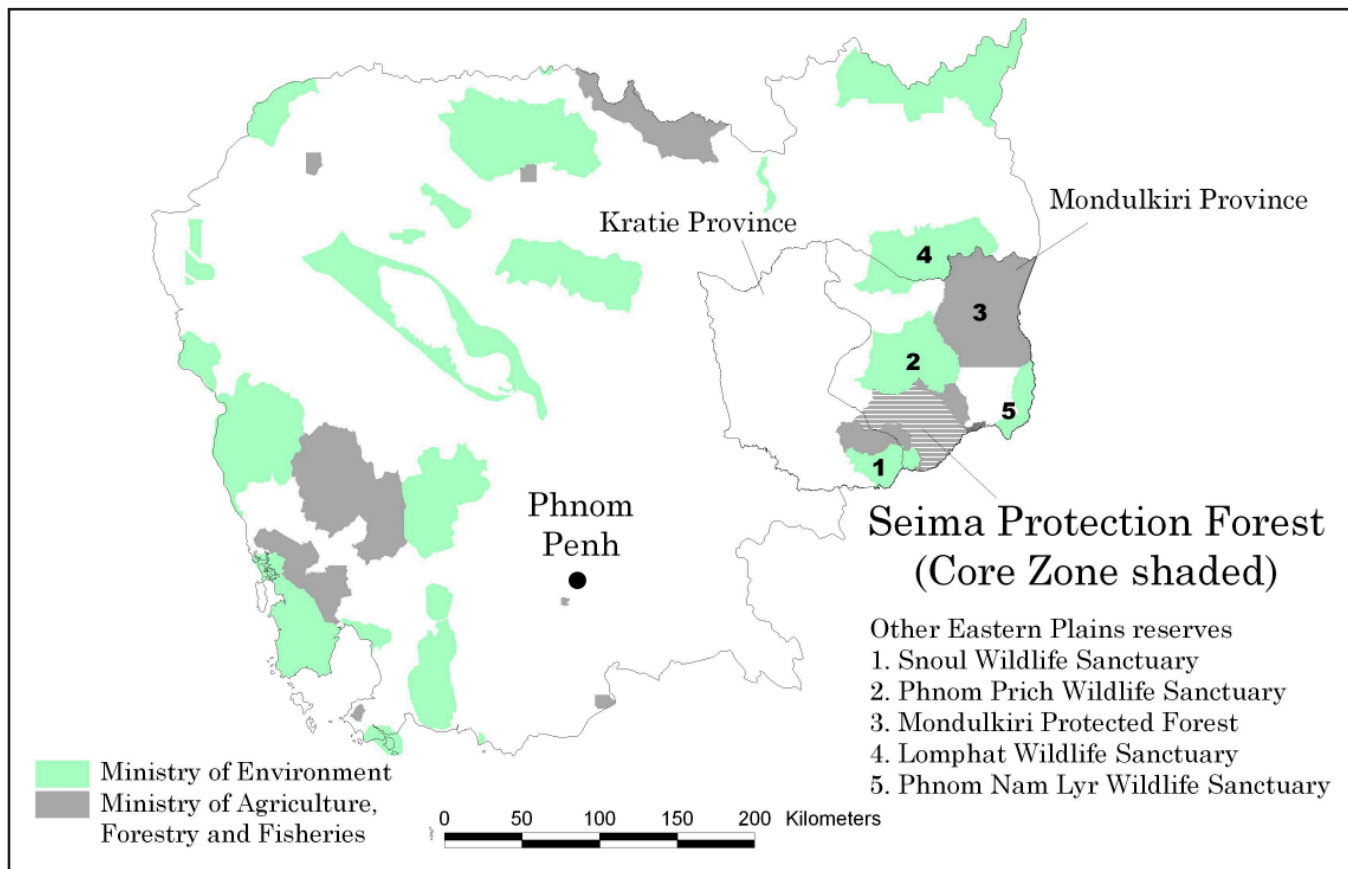 Mondulkiri Province
Kratie Province
4
3
2
5
1
Phnom
Penh
Seima Protection Forest
(Core Zone shaded)
Other Eastern Plains reserves
1. Snoul Wildlife Sanctuary
2. Phnom Prich Wildlife Sanctuary
3. Mondulkiri Protected Forest
4. Lomphat Wildlife Sanctuary
5. Phnom Nam Lyr Wildlife Sanctuary
Ministry of Environment
Ministry of Agriculture,
Forestry and Fisheries
0 50 100 150 200 Kilometers